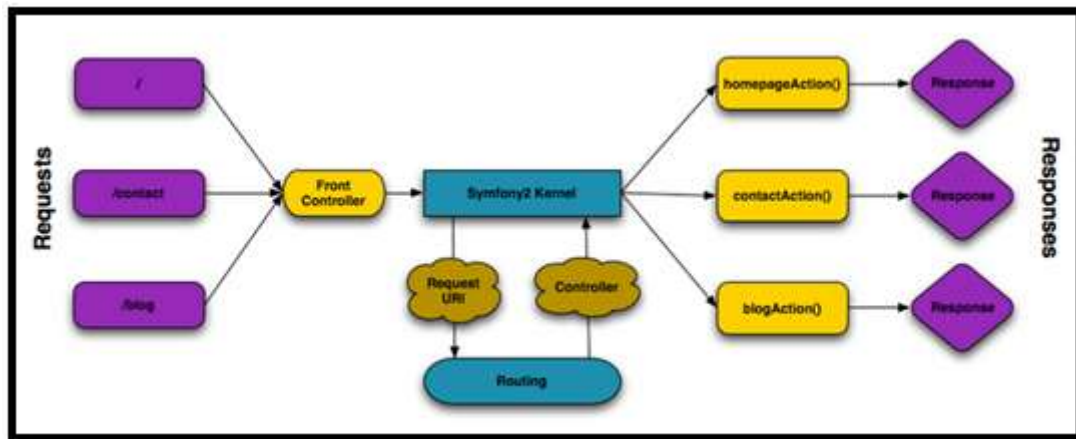 Requests
/
/contact
/blog
Front
Controller
Symfony2 Kernel
Request
URI
Controller
Routing
homepageAction()
contactAction()
blogAction()
Response
Response
Response
Responses